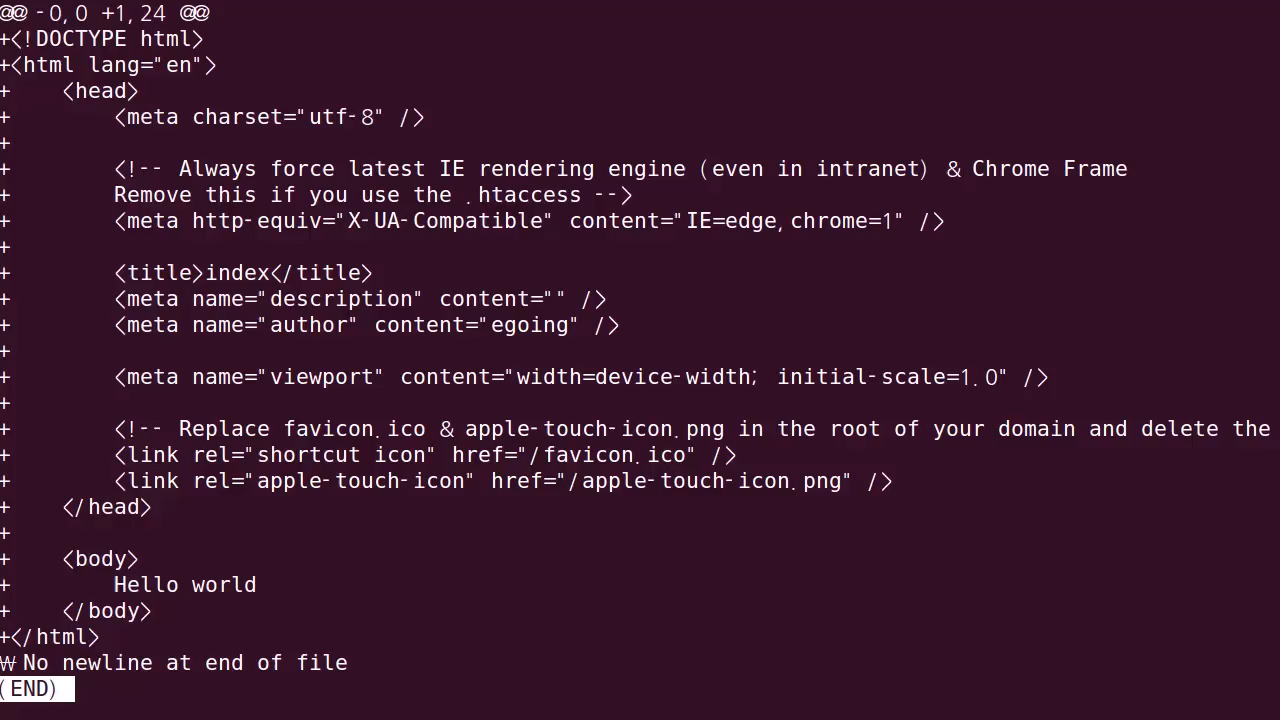 @@ -0,0 +1,24 @@
+<!DOCTYPE html>
+<html lang="en">
+    <head>
+        <meta charset="utf-8" />
+
+        <!-- Always force latest IE rendering engine (even in intranet) & Chrome Frame
+        Remove this if you use the .htaccess -->
+        <meta http-equiv="X-UA-Compatible" content="IE=edge,chrome=1" />
+
+        <title>index</title>
+        <meta name="description" content="" />
+        <meta name="author" content="egoing" />
+
+        <meta name="viewport" content="width=device-width; initial-scale=1.0" />
+
+        <!-- Replace favicon.ico & apple-touch-icon.png in the root of your domain and delete the
+        <link rel="shortcut icon" href="/favicon.ico" />
+        <link rel="apple-touch-icon" href="/apple-touch-icon.png" />
+    </head>
+
+    <body>
+        Hello world
+    </body>
+</html>
₩ No newline at end of file
(END)